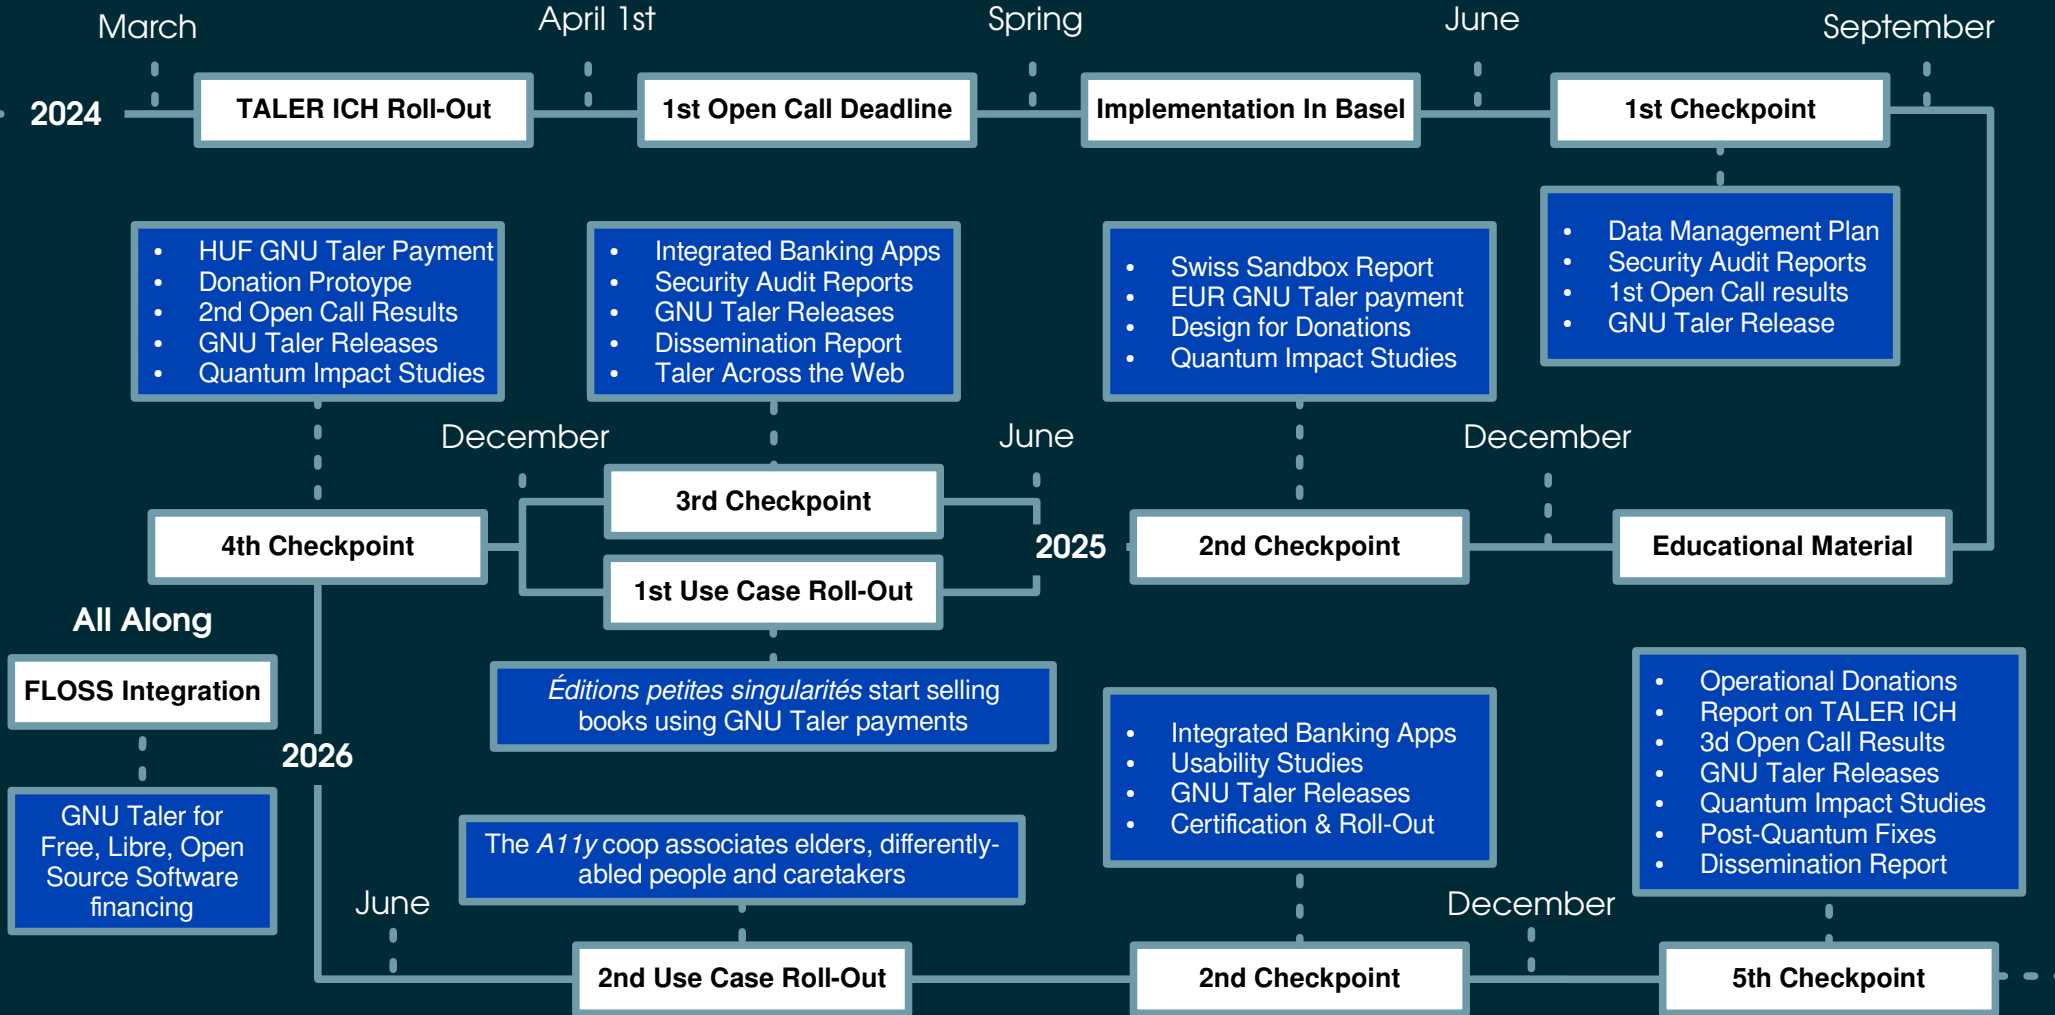 March
April 1st
Spring
June
September
2024
TALER ICH Roll-Out
1st Open Call Deadline
Implementation In Basel
1st Checkpoint
• Data Management Plan
• Security Audit Reports
• 1st Open Call results
• GNU Taler Release
• HUF GNU Taler Payment
• Donation Protoype
• 2nd Open Call Results
• GNU Taler Releases
• Quantum Impact Studies
• Integrated Banking Apps
• Security Audit Reports
• GNU Taler Releases
• Dissemination Report
• Taler Across the Web
• Swiss Sandbox Report
• EUR GNU Taler payment
• Design for Donations
• Quantum Impact Studies
December
June
December
4th Checkpoint
3rd Checkpoint
1st Use Case Roll-Out
2025
2nd Checkpoint
Educational Material
All Along
FLOSS Integration
GNU Taler for
Free, Libre, Open
Source Software
financing
2026
Éditions petites singularités start selling
books using GNU Taler payments
The A11y coop associates elders, differently-
abled people and caretakers
• Integrated Banking Apps
• Usability Studies
• GNU Taler Releases
• Certification & Roll-Out
• Operational Donations
• Report on TALER ICH
• 3d Open Call Results
• GNU Taler Releases
• Quantum Impact Studies
• Post-Quantum Fixes
• Dissemination Report
June
December
2nd Use Case Roll-Out
2nd Checkpoint
5th Checkpoint